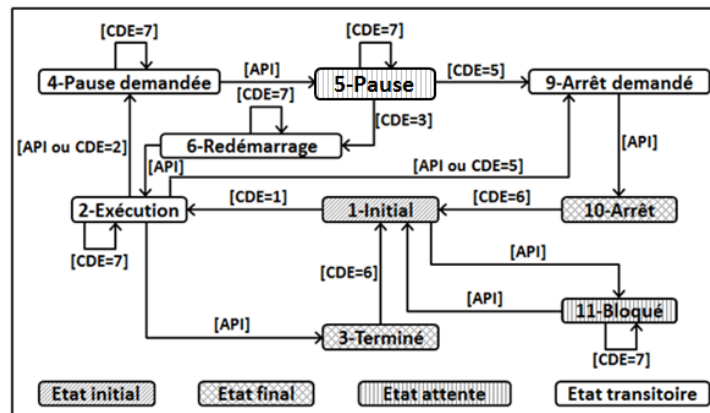 [CDE=7] [CDE=7]
4-Pause demandée [API] 5-Pause [CDE=5] 9-Arrêt demandé
[CDE=7] [CDE=3]
[API ou CDE=2] [API] 6-Redémarrage [API ou CDE=5] [API]
2-Exécution [CDE=1] 1-Initial [CDE=6] 10-Arrêt
[CDE=7] [CDE=6] [API]
[API] [API] 11-Bloqué
3-Terminé [CDE=7]
Etat initial Etat final Etat attente Etat transitoire